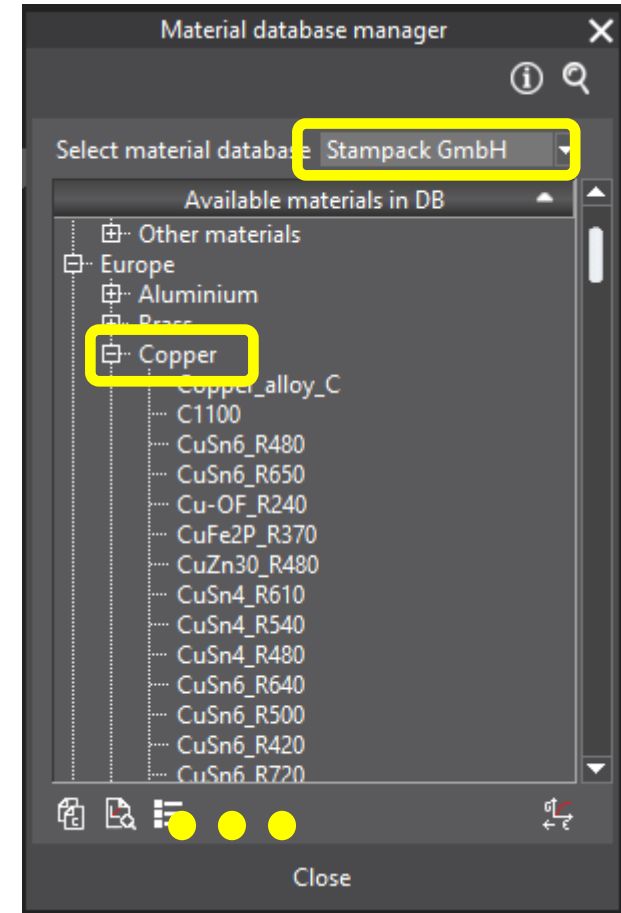 Material database manager
Select material database Stampack GmbH
Available materials in DB
Other materials
Europe
Aluminium
Brass
Copper
Copper_alloy_C
C1100
CuSn6_R480
CuSn6_R650
Cu-OF_R240
CuFe2P_R370
CuZn30_R480
CuSn4_R610
CuSn4_R540
CuSn4_R480
CuSn6_R640
CuSn6_R500
CuSn6_R420
CuSn6_R720
Close